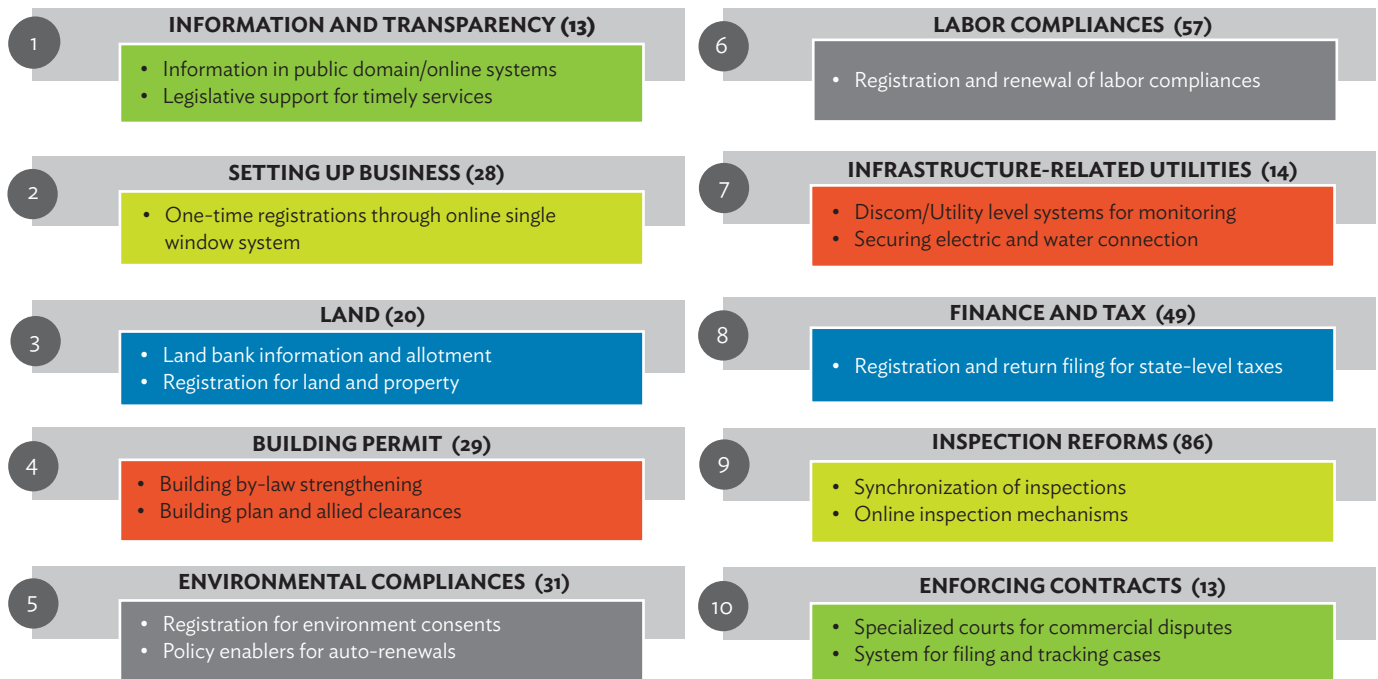 1
INFORMATION AND TRANSPARENCY (13)
• Information in public domain/online systems
• Legislative support for timely services
2
SETTING UP BUSINESS (28)
• One-time registrations through online single
window system
3
LAND (20)
• Land bank information and allotment
• Registration for land and property
4
BUILDING PERMIT (29)
• Building by-law strengthening
• Building plan and allied clearances
5
ENVIRONMENTAL COMPLIANCES (31)
• Registration for environment consents
• Policy enablers for auto-renewals
6
LABOR COMPLIANCES (57)
• Registration and renewal of labor compliances
7
INFRASTRUCTURE-RELATED UTILITIES (14)
• Discom/Utility level systems for monitoring
• Securing electric and water connection
8
FINANCE AND TAX (49)
• Registration and return filing for state-level taxes
9
INSPECTION REFORMS (86)
• Synchronization of inspections
• Online inspection mechanisms
10
ENFORCING CONTRACTS (13)
• Specialized courts for commercial disputes
• System for filing and tracking cases